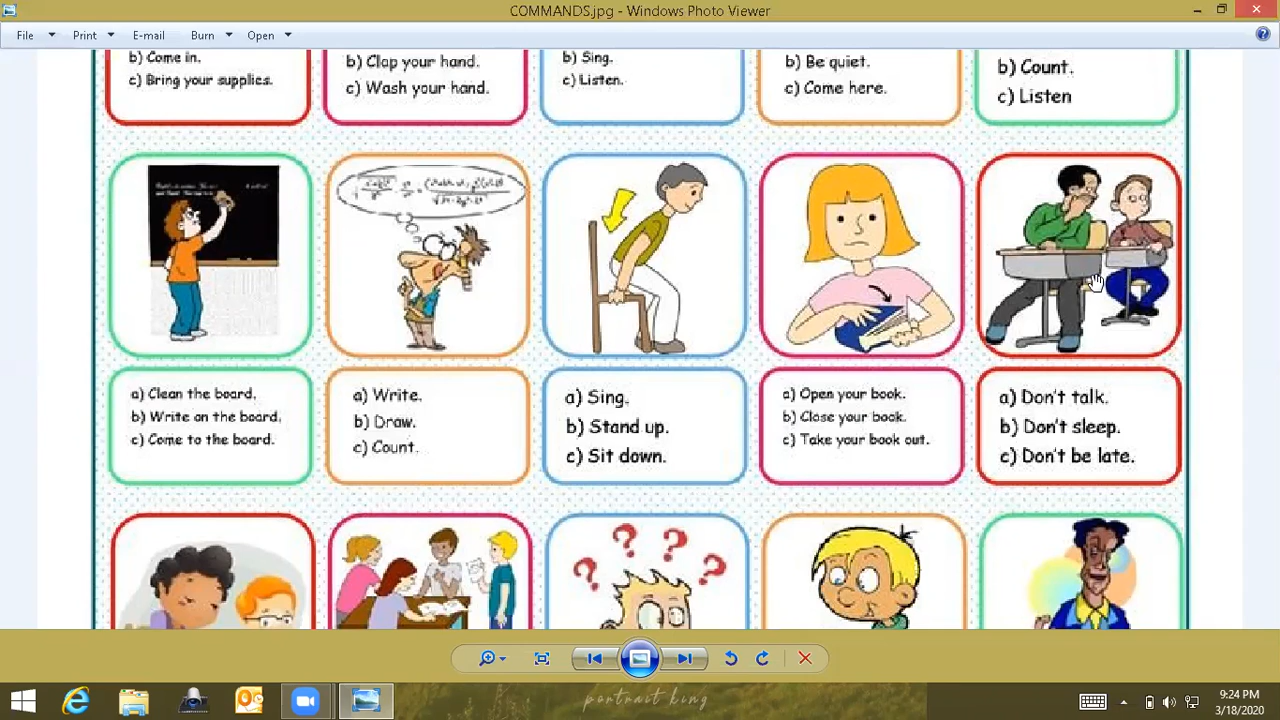 COMMANDS.jpg - Windows Photo Viewer
File Print E-mail Burn Open
b) Come in.
c) Bring your supplies.
b) Clap your hand.
c) Wash your hand.
b) Sing.
c) Listen.
b) Be quiet.
c) Come here.
b) Count.
c) Listen
a) Clean the board.
b) Write on the board.
c) Come to the board.
a) Write.
b) Draw.
c) Count.
a) Sing.
b) Stand up.
c) Sit down.
a) Open your book.
b) Close your book.
c) Take your book out.
a) Don't talk.
b) Don't sleep.
c) Don't be late.
? ? ? ?
portrait king
9:24 PM
3/18/2020